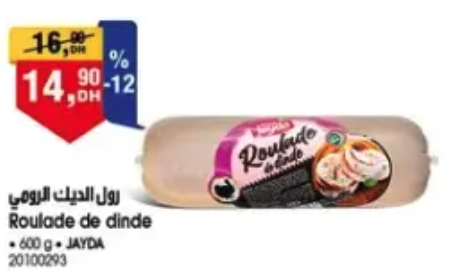 16,90 DH
14,90 DH
%
-12
Jayda
Roulade
de dinde
رول الديك الرومي
Roulade de dinde
• 600 g • JAYDA
20100293